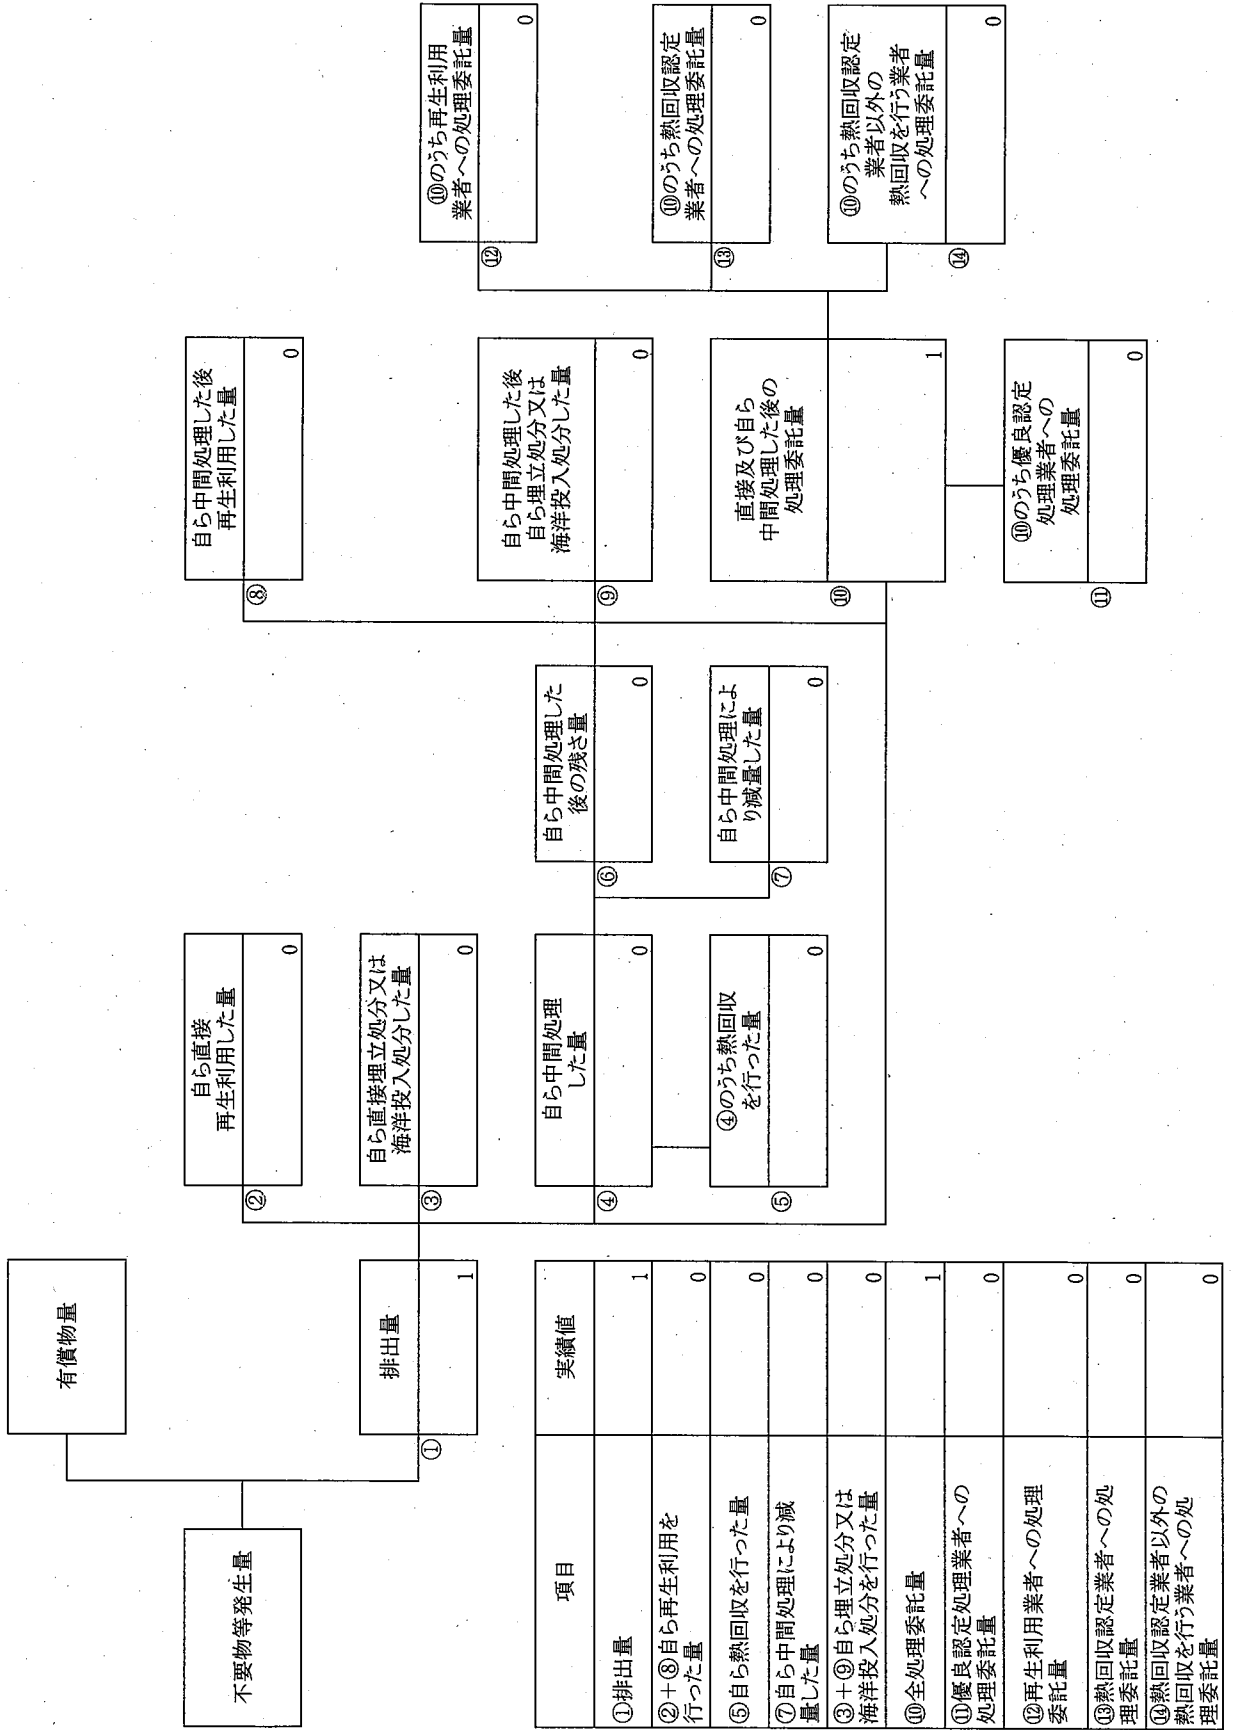 不要物等発生量
有償物量
排出量
①
1
自ら直接
再生利用した量
②
0
自ら直接埋立処分又は
海洋投入処分した量
③
0
自ら中間処理
した量
④
0
④のうち熱回収
を行った量
⑤
0
自ら中間処理した
後の残さ量
⑥
0
自ら中間処理によ
り減量した量
⑦
0
自ら中間処理した後
再生利用した量
⑧
0
自ら中間処理した後
自ら埋立処分又は
海洋投入処分した量
⑨
0
直接及び自ら
中間処理した後の
処理委託量
⑩
1
⑩のうち優良認定
処理業者への
処理委託量
⑪
0
⑩のうち再生利用
業者への処理委託量
⑫
0
⑩のうち熱回収認定
業者への処理委託量
⑬
0
⑩のうち熱回収認定
業者以外の
熱回収を行う業者
への処理委託量
⑭
0
項目 実績値
①排出量 1
②+⑧自ら再生利用を
行った量 0
⑤自ら熱回収を行った量 0
⑦自ら中間処理により減
量した量 0
③+⑨自ら埋立処分又は
海洋投入処分を行った量 0
⑩全処理委託量 1
⑪優良認定処理業者への
処理委託量 0
⑫再生利用業者への処理
委託量 0
⑬熱回収認定業者への処
理委託量 0
⑭熱回収認定業者以外の
熱回収を行う業者への処
理委託量 0